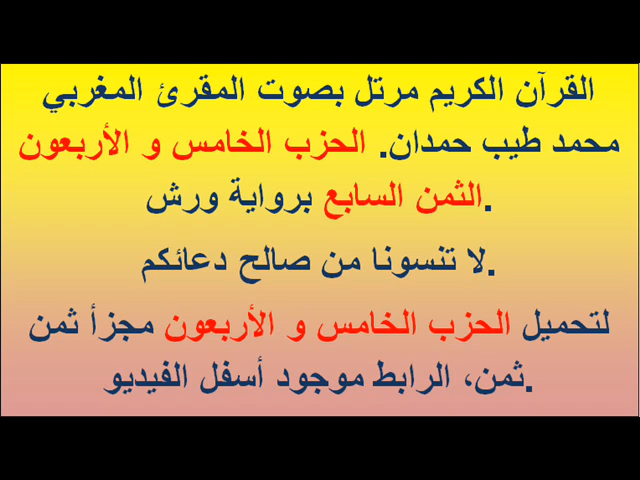 القرآن الكريم مرتل بصوت المقرئ المغربي
محمد طيب حمدان. الحزب الخامس و الأربعون
الثمن السابع برواية ورش.
لا تنسونا من صالح دعائكم.
لتحميل الحزب الخامس و الأربعون مجزأ ثمن
ثمن، الرابط موجود أسفل الفيديو.